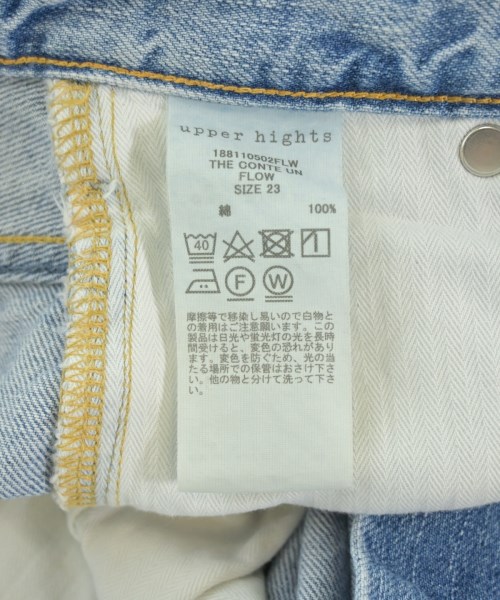 upper hights
188110502FLW
THE CONTE UN
FLOW
SIZE 23
綿 100%
40
F W
摩擦等で移染し易いので白物と
の着用はご注意願います。この
製品は日光や蛍光灯の光を長時
間受けると、変色の恐れがあり
ます。変色を防ぐため、光の当
たる場所での保管はおさけ下さ
い。他の物と分けて洗って下さ
い。